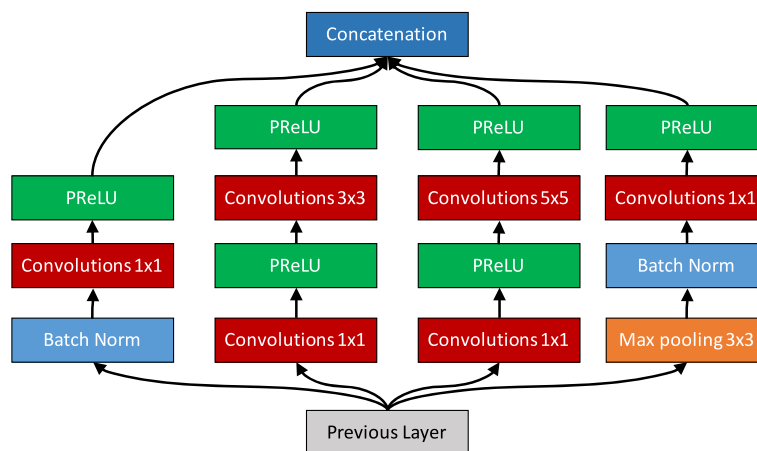 Concatenation
PReLU
PReLU
PReLU
PReLU
Convolutions 3x3
Convolutions 5x5
Convolutions 1x1
Convolutions 1x1
PReLU
PReLU
Batch Norm
Batch Norm
Convolutions 1x1
Convolutions 1x1
Max pooling 3x3
Previous Layer